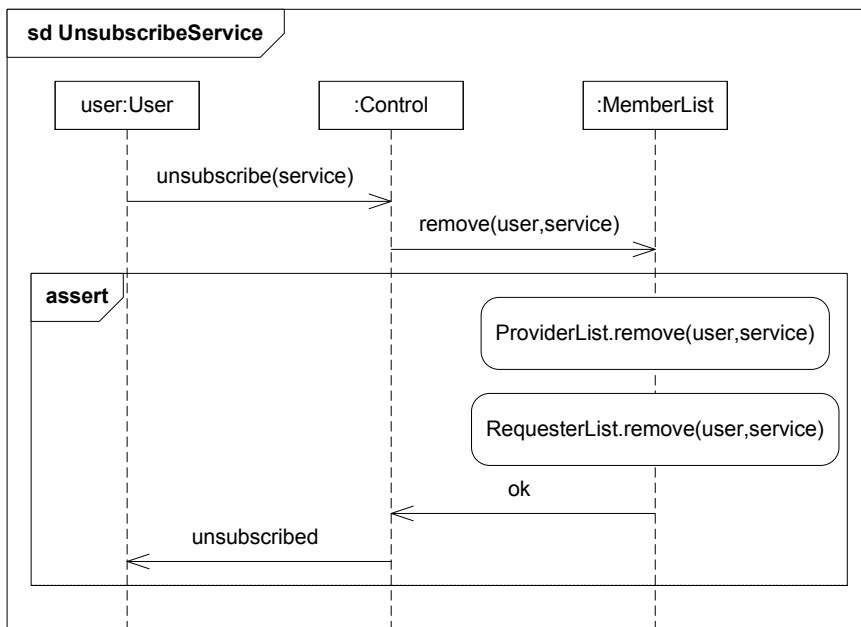 sd UnsubscribeService
user:User
:Control
:MemberList
unsubscribe(service)
remove(user,service)
assert
ProviderList.remove(user,service)
RequesterList.remove(user,service)
ok
unsubscribed